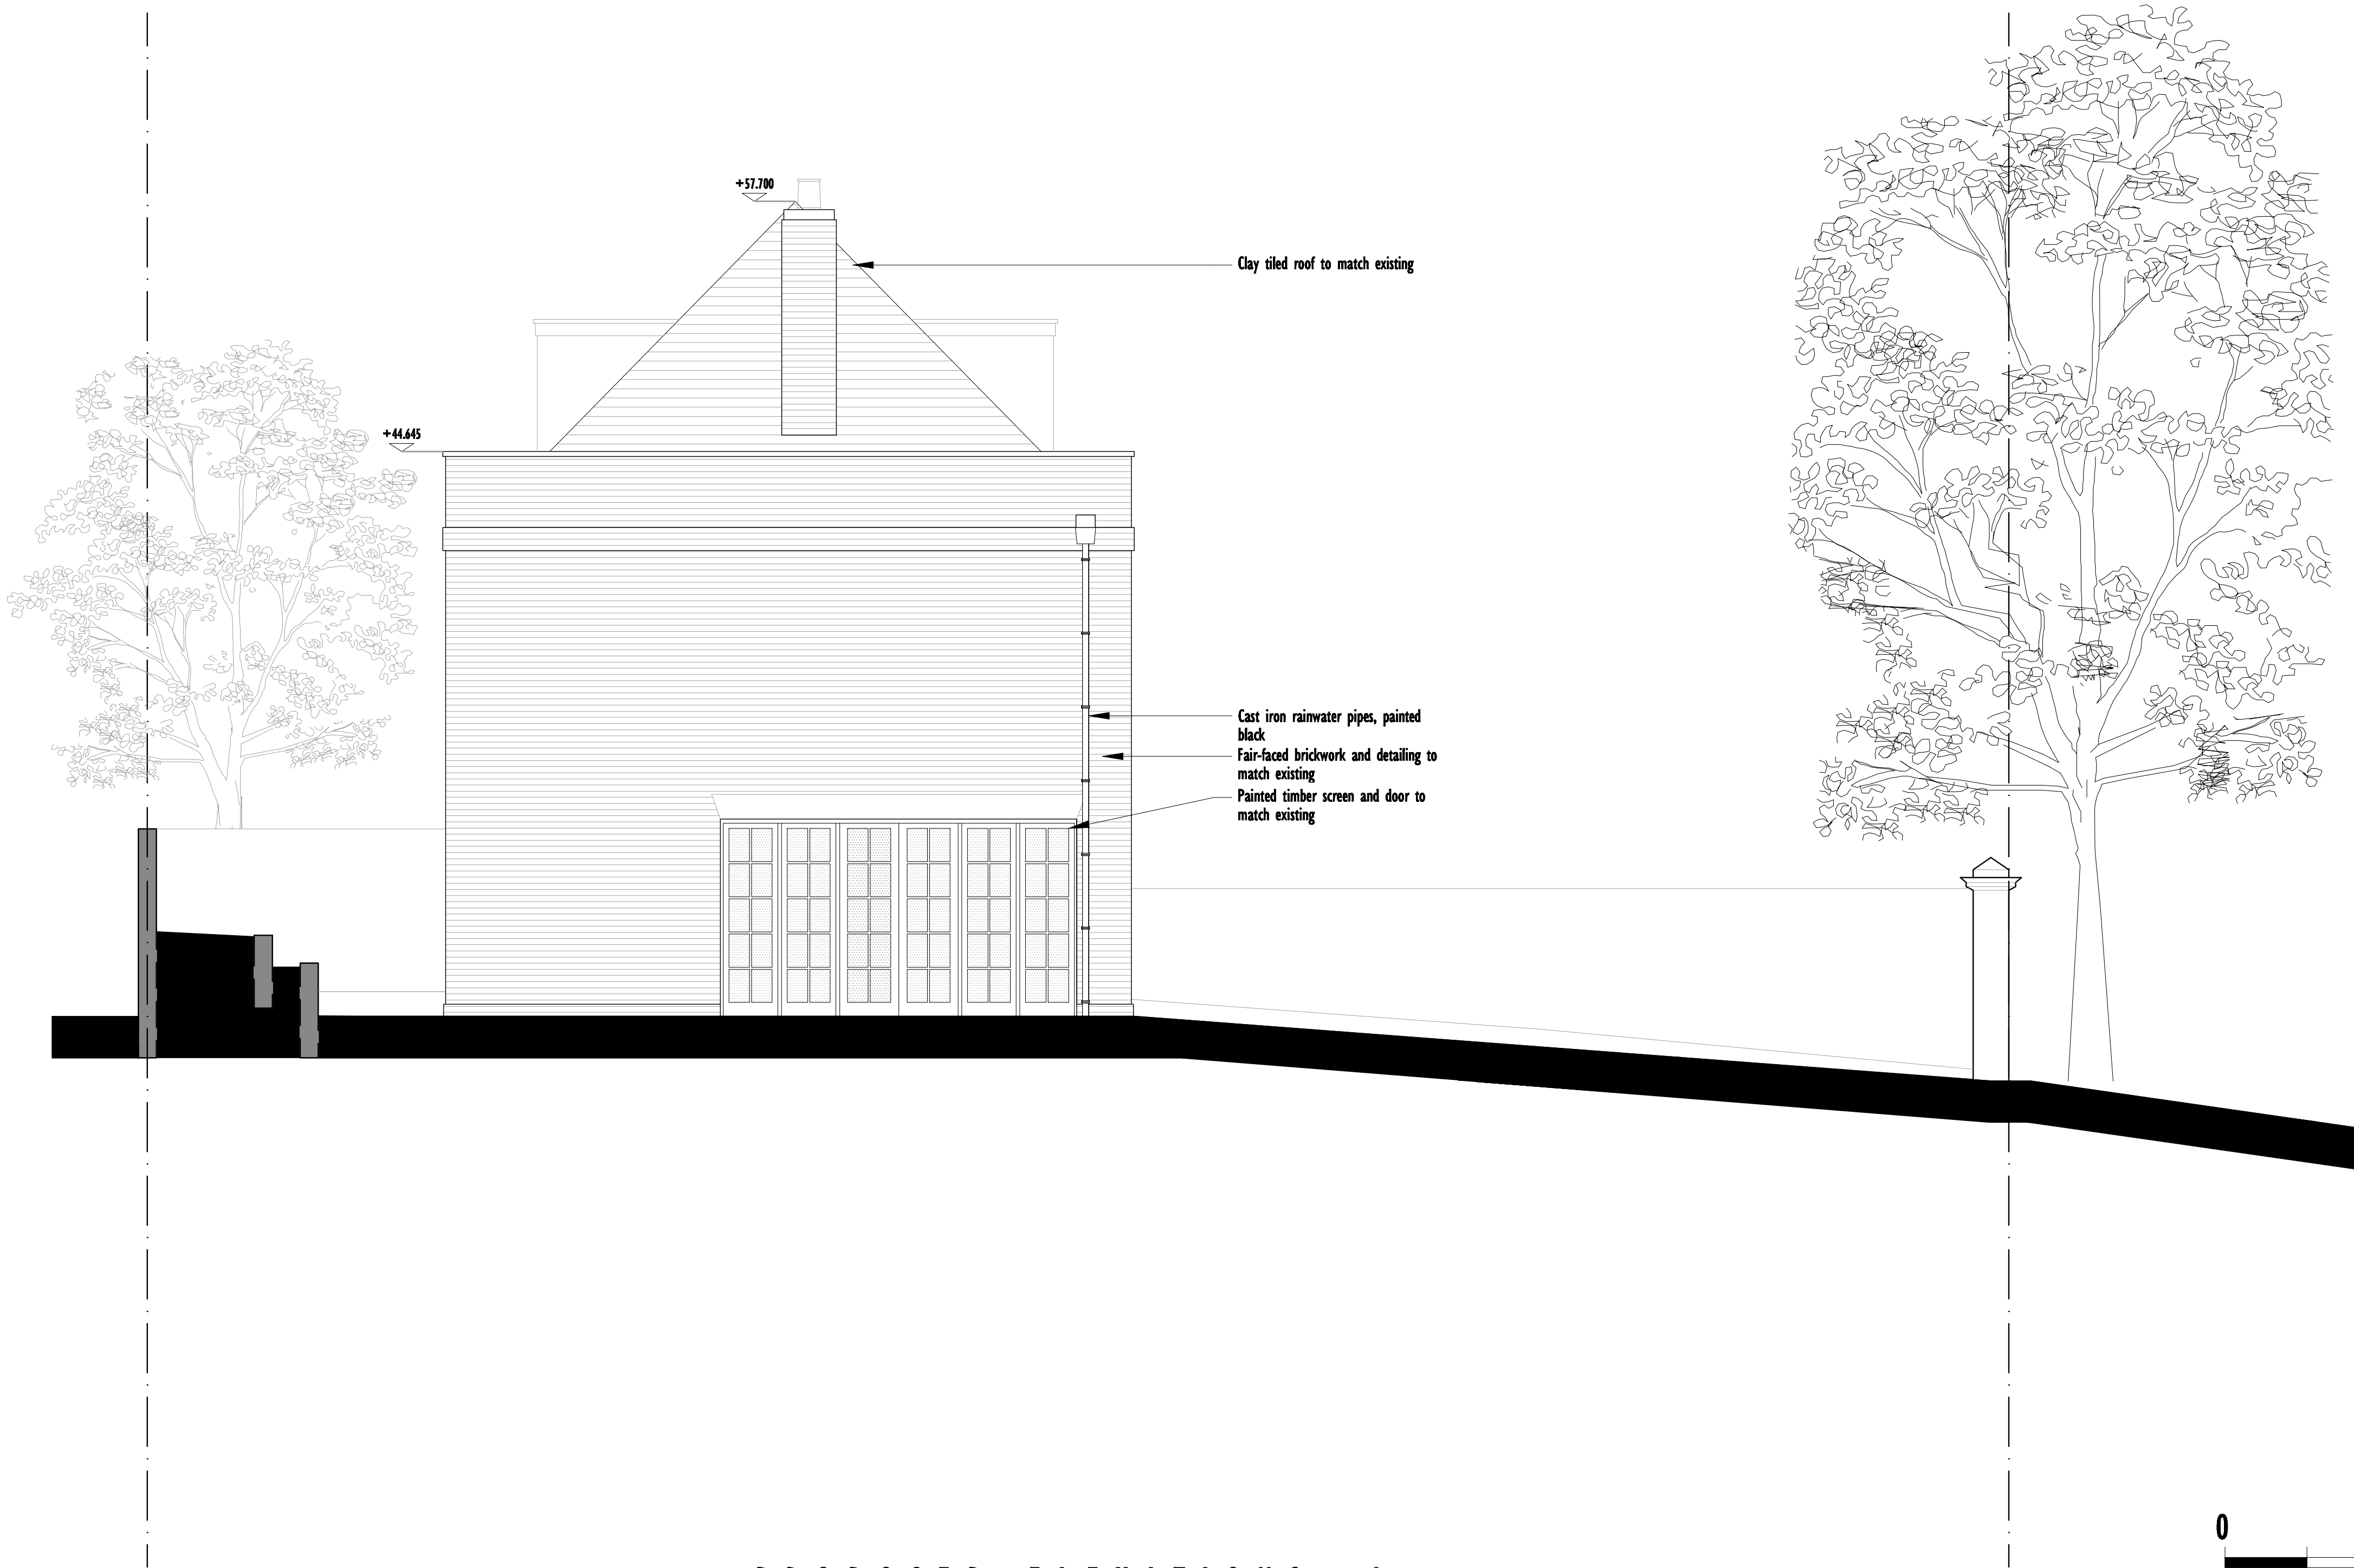 +57.700
Clay tiled roof to match existing
+44.645
Cast iron rainwater pipes, painted
black
Fair-faced brickwork and detailing to
match existing
Painted timber screen and door to
match existing
0